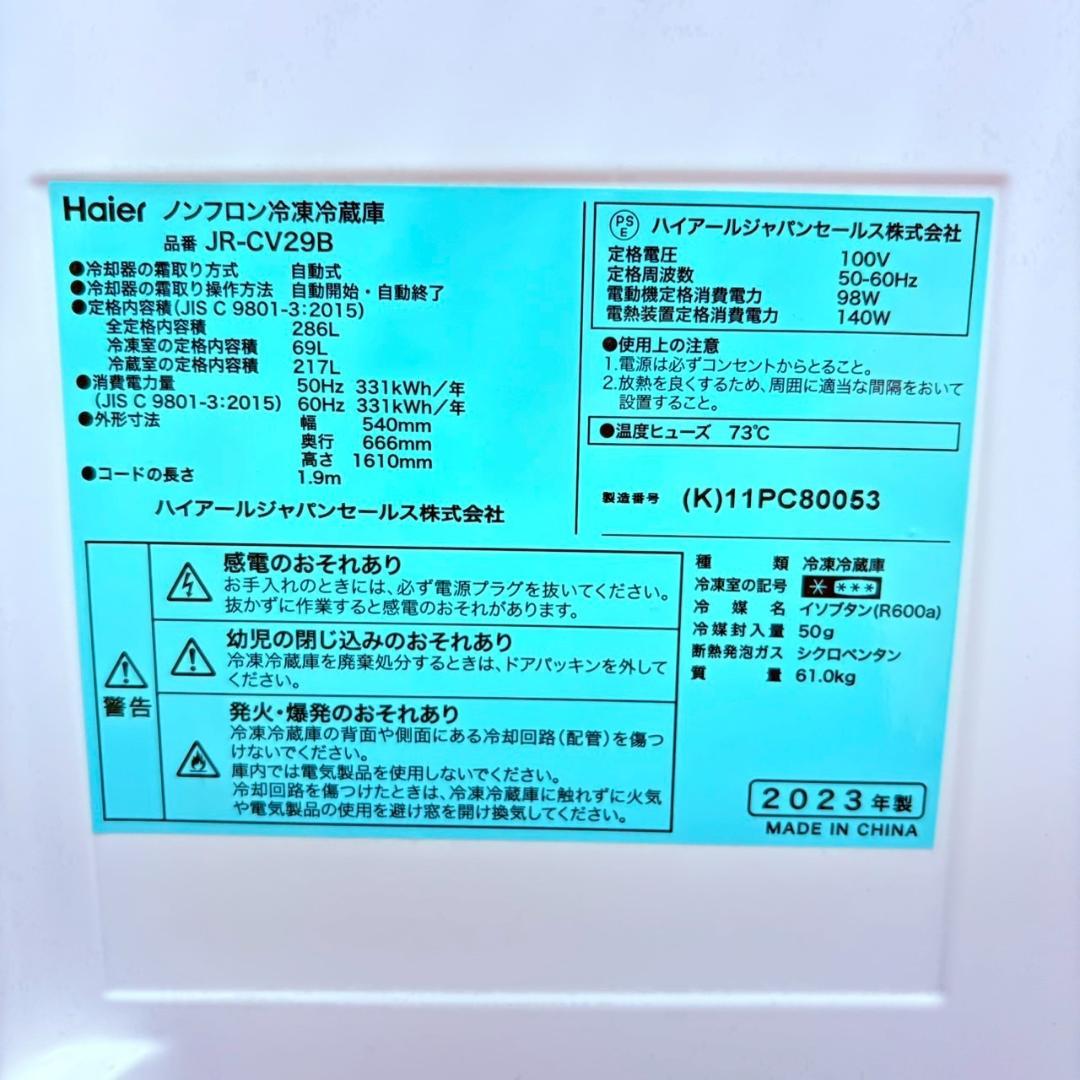 Haier ノンフロン冷凍冷蔵庫
品番 JR-CV29B
●冷却器の霜取り方式 自動式
●冷却器の霜取り操作方法 自動開始・自動終了
●定格内容積(JIS C 9801-3:2015)
全定格内容積 286L
冷凍室の定格内容積 69L
冷蔵室の定格内容積 217L
●消費電力量 50Hz 331kWh/年
(JIS C 9801-3:2015) 60Hz 331kWh/年
●外形寸法 幅 540mm
奥行 666mm
高さ 1610mm
●コードの長さ 1.9m
ハイアールジャパンセールス株式会社
PSE ハイアールジャパンセールス株式会社
定格電圧 100V
定格周波数 50-60Hz
電動機定格消費電力 98W
電熱装置定格消費電力 140W
●使用上の注意
1.電源は必ずコンセントからとること。
2.放熱を良くするため、周囲に適当な間隔をおいて
設置すること。
●温度ヒューズ 73℃
製造番号 (K)11PC80053
警告
感電のおそれあり
お手入れのときには、必ず電源プラグを抜いてください。
抜かずに作業すると感電のおそれがあります。
幼児の閉じ込みのおそれあり
冷凍冷蔵庫を廃棄処分するときは、ドアパッキンを外して
ください。
発火・爆発のおそれあり
冷凍冷蔵庫の背面や側面にある冷却回路(配管)を傷つ
けないでください。
庫内では電気製品を使用しないでください。
冷却回路を傷つけたときは、冷凍冷蔵庫に触れずに火気
や電気製品の使用を避け窓を開け換気してください。
種類 冷凍冷蔵庫
冷凍室の記号 * ***
冷媒名 イソブタン(R600a)
冷媒封入量 50g
断熱発泡ガス シクロペンタン
質量 61.0kg
2023年製
MADE IN CHINA